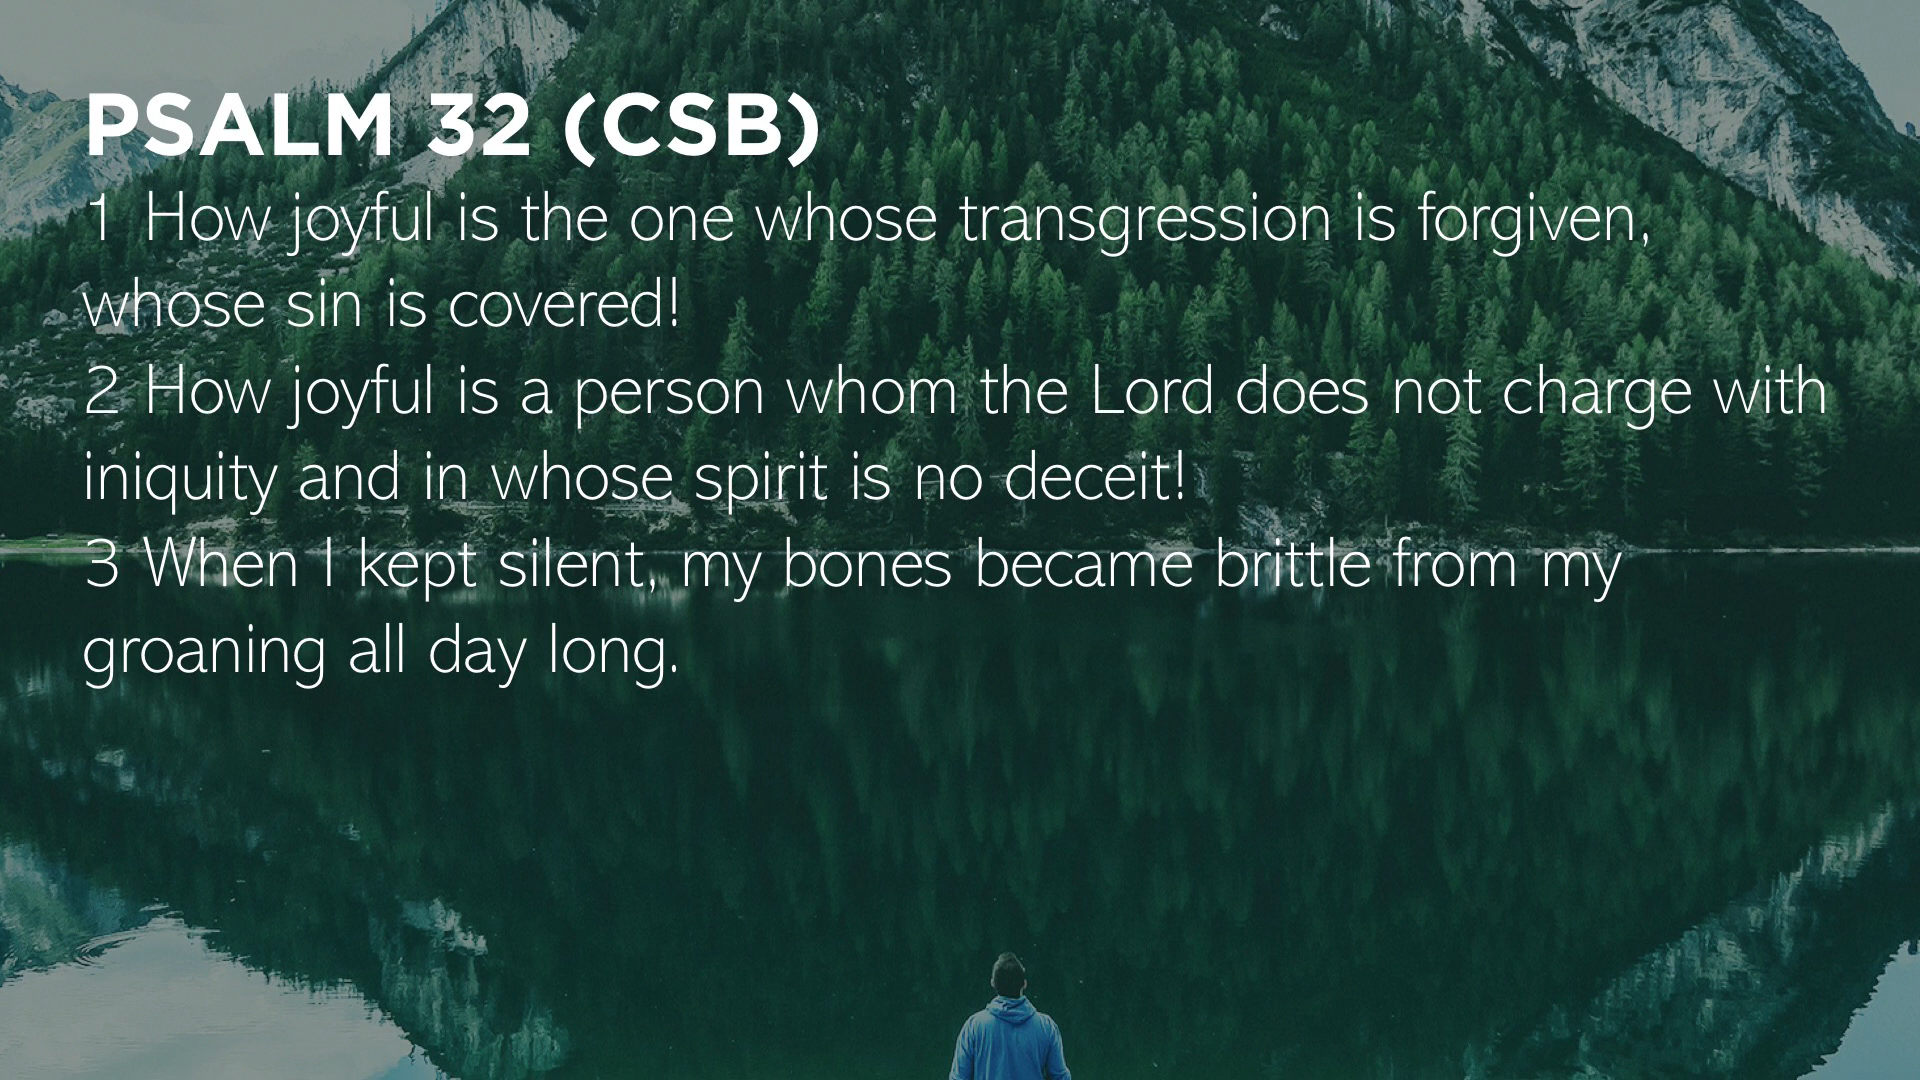 PSALM 32 (CSB)
1 How joyful is the one whose transgression is forgiven,
whose sin is covered!
2 How joyful is a person whom the Lord does not charge with
iniquity and in whose spirit is no deceit!
3 When I kept silent, my bones became brittle from my
groaning all day long.